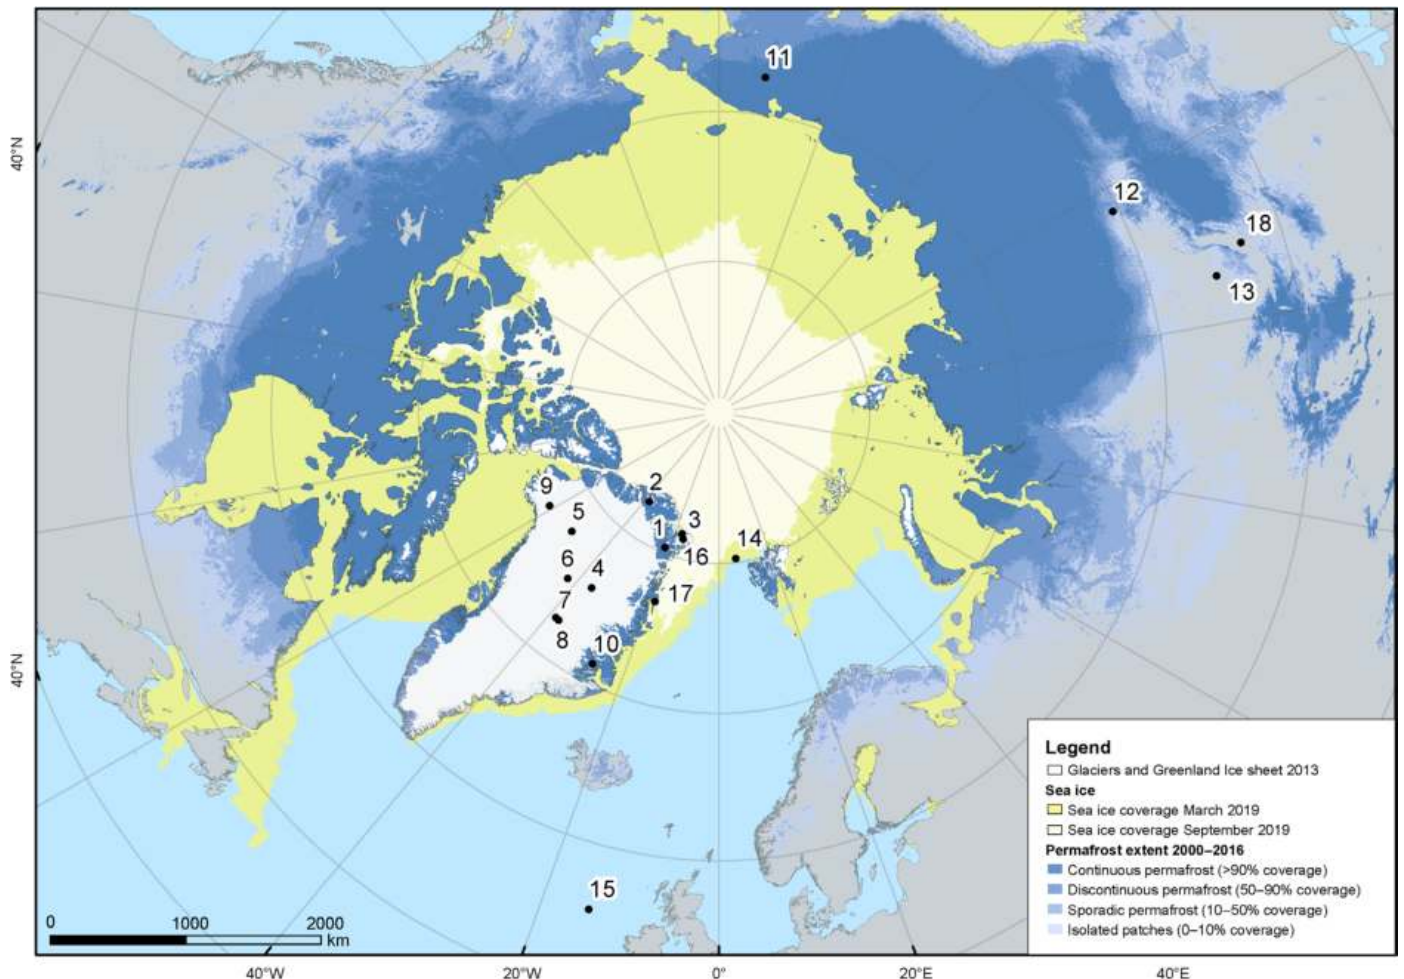 11
40°N
12
18
13
2
9
5
3
1
14
16
6
4
17
7
8
10
40°N
Legend
Glaciers and Greenland Ice sheet 2013
Sea ice
Sea ice coverage March 2019
Sea ice coverage September 2019
Permafrost extent 2000–2016
Continuous permafrost (>90% coverage)
Discontinuous permafrost (50–90% coverage)
Sporadic permafrost (10–50% coverage)
Isolated patches (0–10% coverage)
15
0 1000 2000
km
40°W 20°W 0° 20°E 40°E